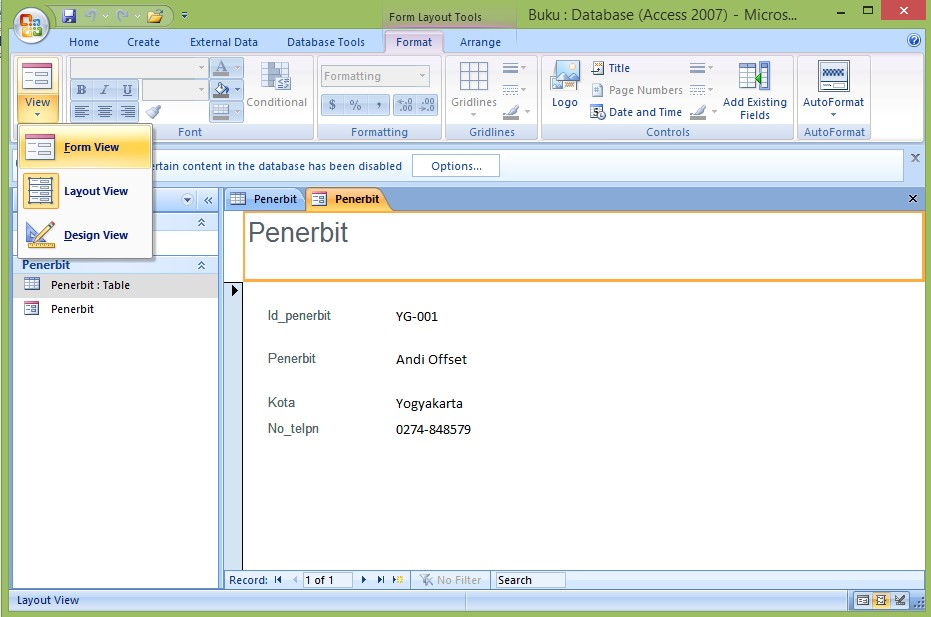 Form Layout Tools
Buku : Database (Access 2007) - Micros...
Home Create External Data Database Tools Format Arrange
View
B I U
Font
Conditional
Formatting
$ % ,
Formatting
Gridlines
Gridlines
Logo
Title
Page Numbers
Date and Time
Add Existing
Fields
Controls
AutoFormat
AutoFormat
Form View
Layout View
Design View
ertain content in the database has been disabled
Options...
Penerbit
Penerbit : Table
Penerbit
Penerbit Penerbit
Penerbit
Id_penerbit YG-001
Penerbit Andi Offset
Kota Yogyakarta
No_telpn 0274-848579
Record: 1 of 1 No Filter Search
Layout View